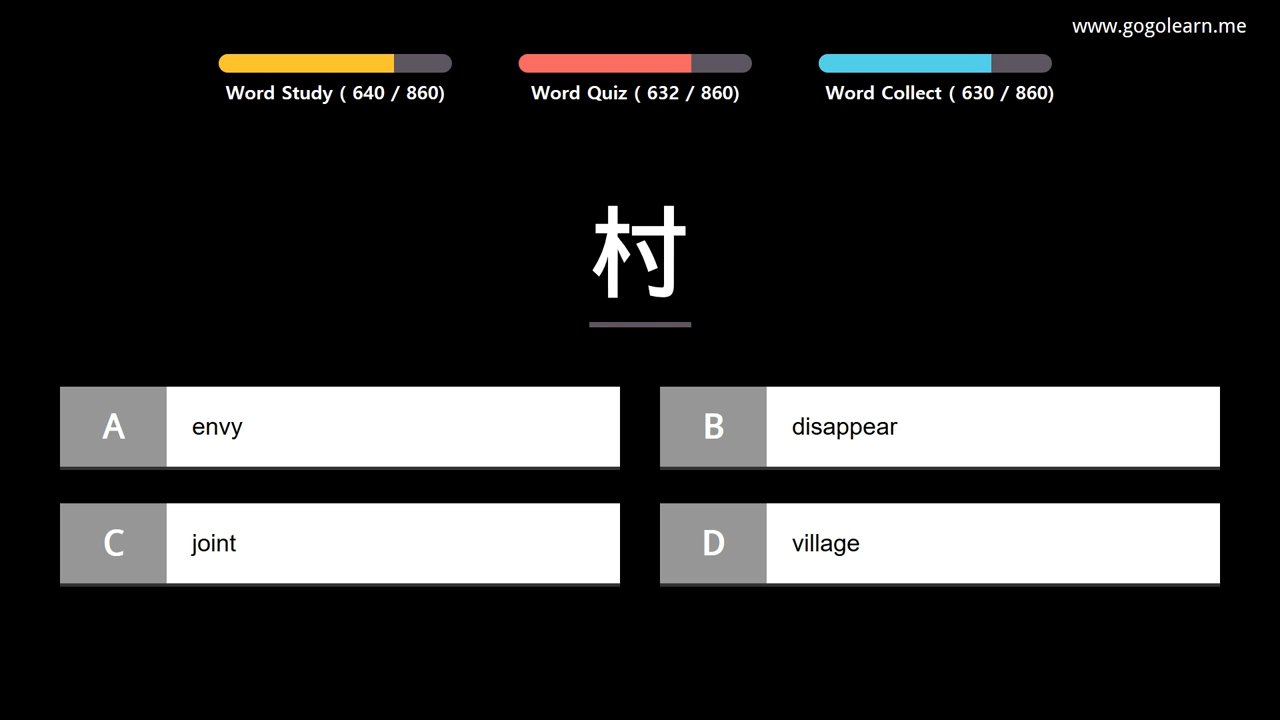 www.gogolearn.me
Word Study ( 640 / 860)
Word Quiz ( 632 / 860)
Word Collect ( 630 / 860)
村
A envy
B disappear
C joint
D village